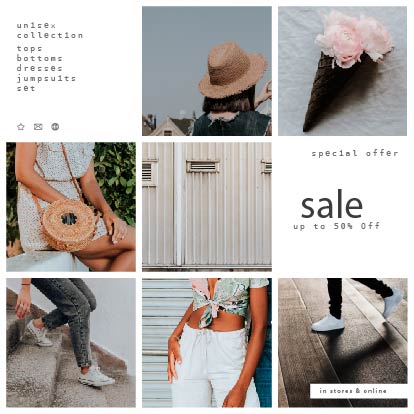 unisex
collection
tops
bottoms
dresses
jumpsuits
set
special offer
sale
up to 50% Off
in stores & online